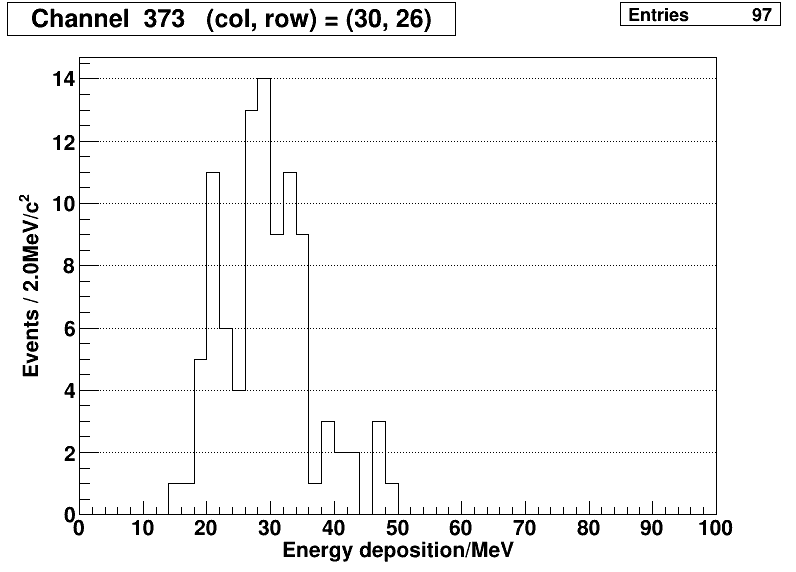 Channel 373 (col, row) = (30, 26)
Entries 97
Events / 2.0MeV/c²
14
12
10
8
6
4
2
0
0 10 20 30 40 50 60 70 80 90 100
Energy deposition/MeV